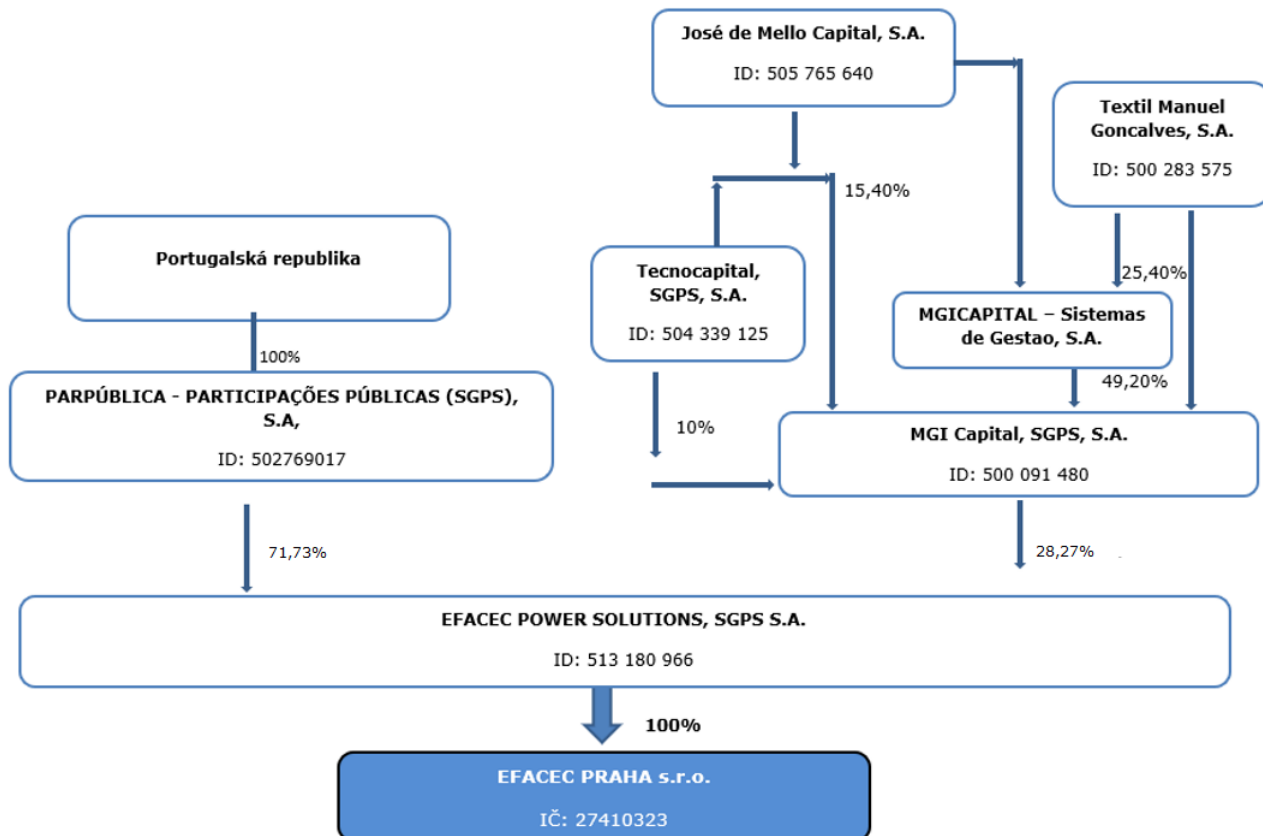 José de Mello Capital, S.A.
ID: 505 765 640
Textil Manuel
Goncalves, S.A.
ID: 500 283 575
15,40%
Portugalská republika
Tecnocapital,
SGPS, S.A.
ID: 504 339 125
25,40%
MGICAPITAL – Sistemas
de Gestao, S.A.
100%
49,20%
PARPÚBLICA - PARTICIPAÇÕES PÚBLICAS (SGPS),
S.A,
ID: 502769017
10%
MGI Capital, SGPS, S.A.
ID: 500 091 480
71,73%
28,27%
EFACEC POWER SOLUTIONS, SGPS S.A.
ID: 513 180 966
100%
EFACEC PRAHA s.r.o.
IČ: 27410323